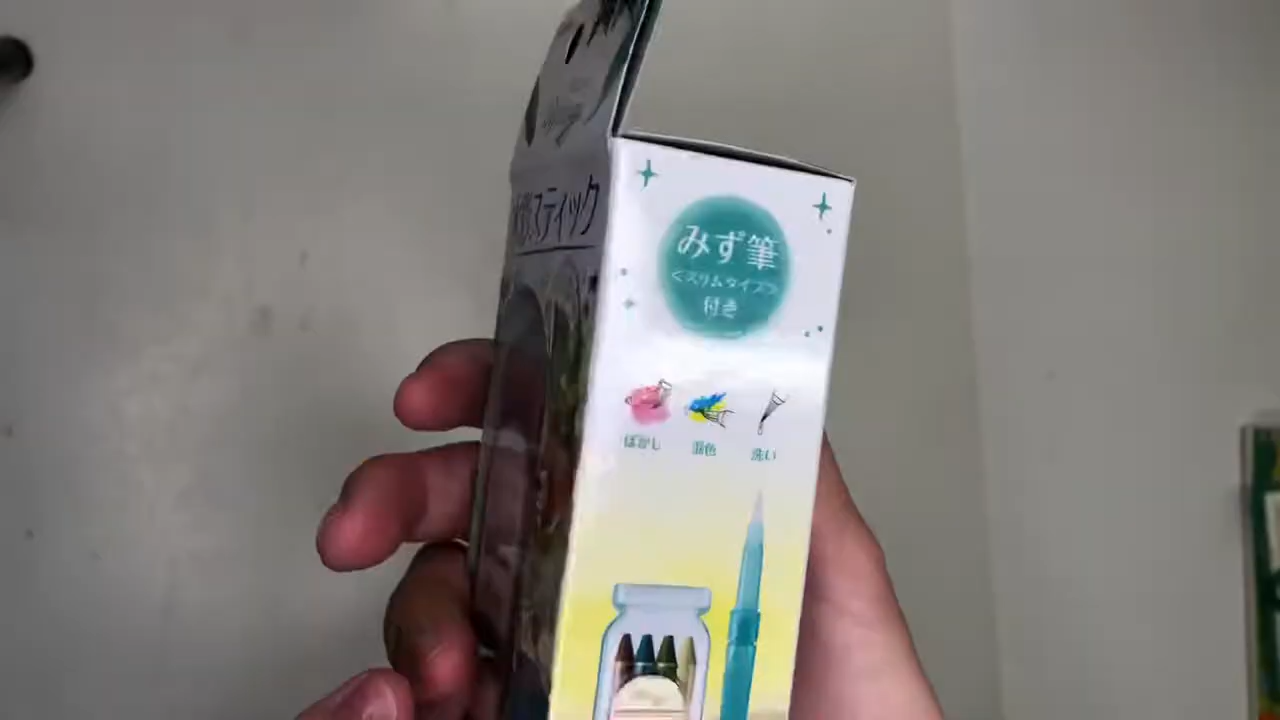 スティック
みず筆
<スリムタイプ>
付き
ぼかし
混色
洗い